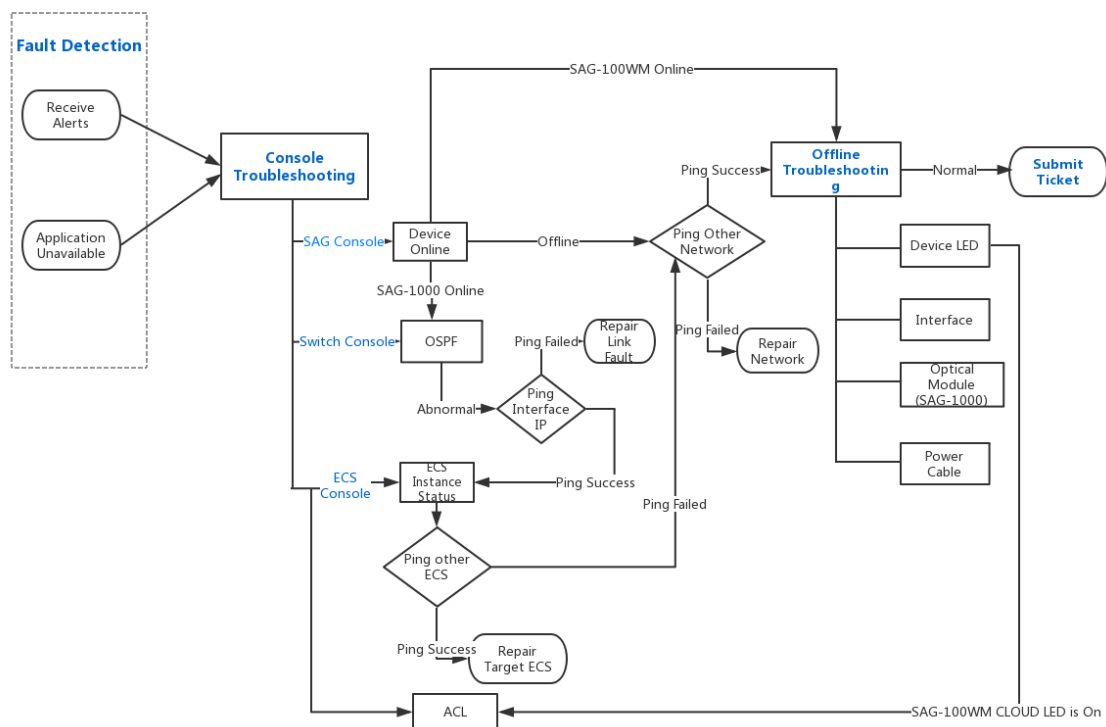 Fault Detection
Receive
Alerts
Application
Unavailable
Console
Troubleshooting
SAG-100WM Online
SAG Console
Device
Online
Offline
SAG-1000 Online
Switch Console
OSPF
Abnormal
Ping
Interface
IP
Ping Failed
Repair
Link
Fault
Ping Success
ECS
Console
ECS
Instance
Status
Ping other
ECS
Ping Success
Repair
Target ECS
ACL
Ping Failed
Ping Other
Network
Ping Success
Ping Failed
Repair
Network
Offline
Troubleshootin
g
Normal
Submit
Ticket
Device LED
Interface
Optical
Module
(SAG-1000)
Power
Cable
SAG-100WM CLOUD LED is On